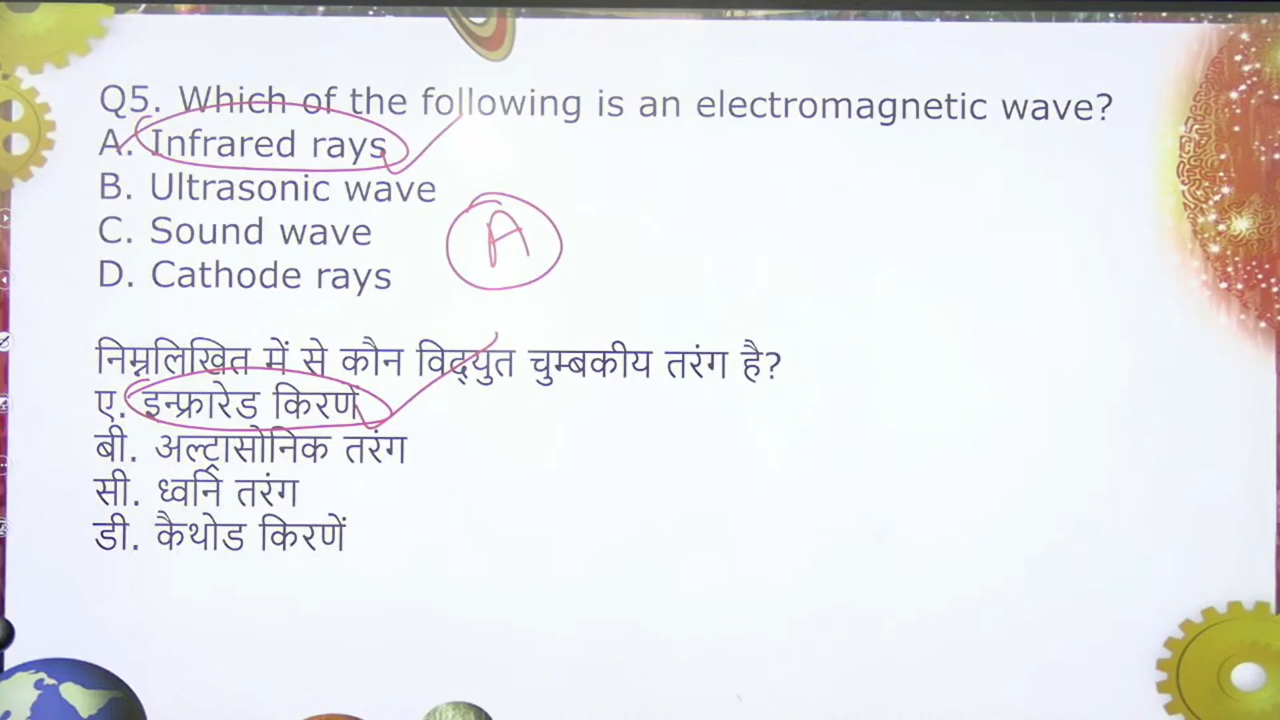 Q5. Which of the following is an electromagnetic wave?
A. Infrared rays
B. Ultrasonic wave
C. Sound wave
D. Cathode rays
A
निम्नलिखित में से कौन विद्युत चुम्बकीय तरंग है?
ए. इन्फ्रारेड किरणें
बी. अल्ट्रासोनिक तरंग
सी. ध्वनि तरंग
डी. कैथोड किरणें